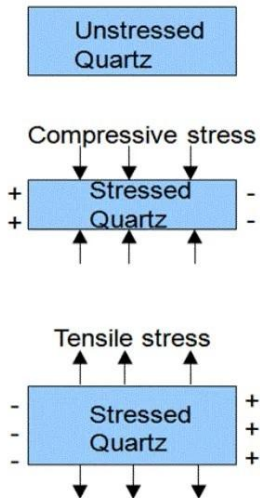 Unstressed
Quartz
Compressive stress
+ Stressed -
+ Quartz -
Tensile stress
- +
- Stressed +
- Quartz +